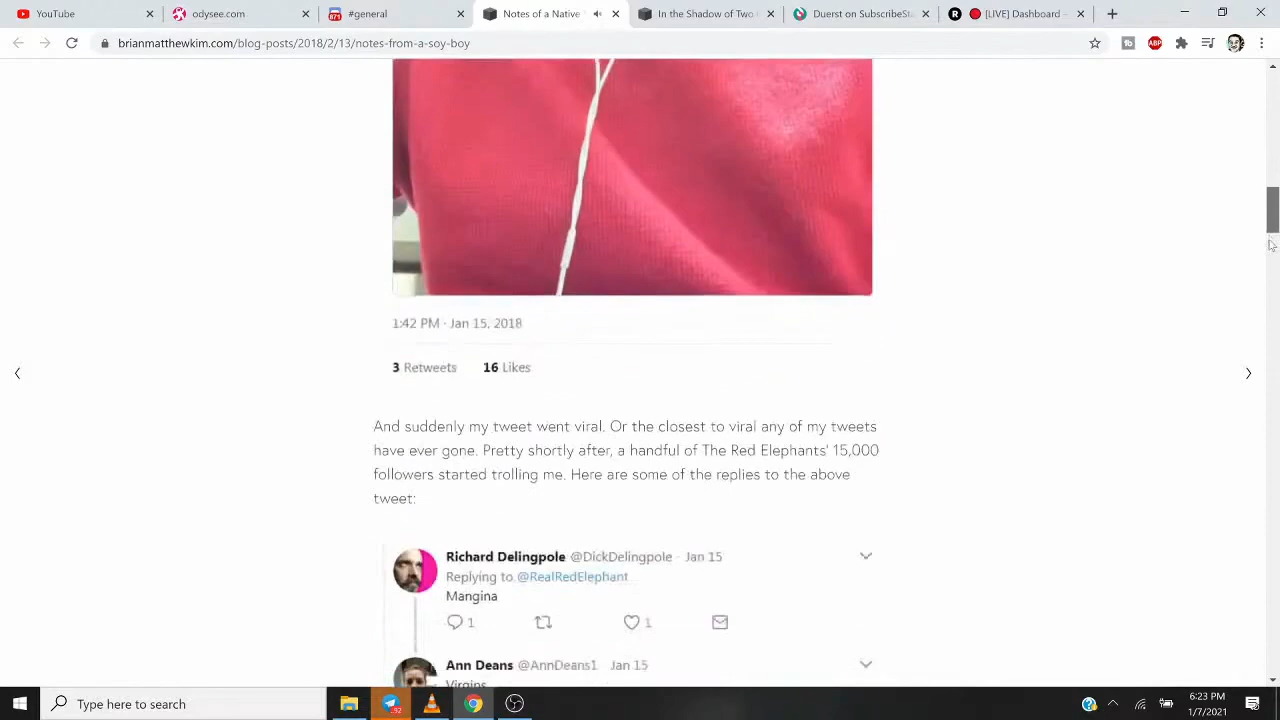 YouTube
odysee.com
871
#general
Notes of a Native
In the Shadow of Two
Duerst on SubscribeSta
R
[LIVE] Dashboard –
brianmatthewkim.com/blog-posts/2018/2/13/notes-from-a-soy-boy
tb
ABP
1:42 PM · Jan 15, 2018
3 Retweets 16 Likes
And suddenly my tweet went viral. Or the closest to viral any of my tweets
have ever gone. Pretty shortly after, a handful of The Red Elephants' 15,000
followers started trolling me. Here are some of the replies to the above
tweet:
Richard Delingpole @DickDelingpole · Jan 15
Replying to @RealRedElephant
Mangina
1 1
Ann Deans @AnnDeans1 Jan 15
Virgins
Type here to search
6:23 PM
1/7/2021